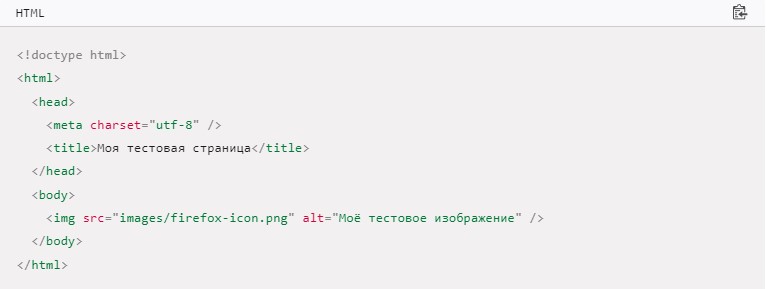 HTML
<!doctype html>
<html>
  <head>
    <meta charset="utf-8" />
    <title>Моя тестовая страница</title>
  </head>
  <body>
    <img src="images/firefox-icon.png" alt="Моё тестовое изображение" />
  </body>
</html>